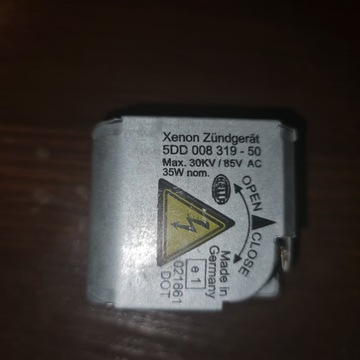 Xenon Zündgerät
5DD 008 319 - 50
Max. 30KV / 85V AC
35W nom.
OPEN
CLOSE
Made in
Germany
e 1
021661
DOT